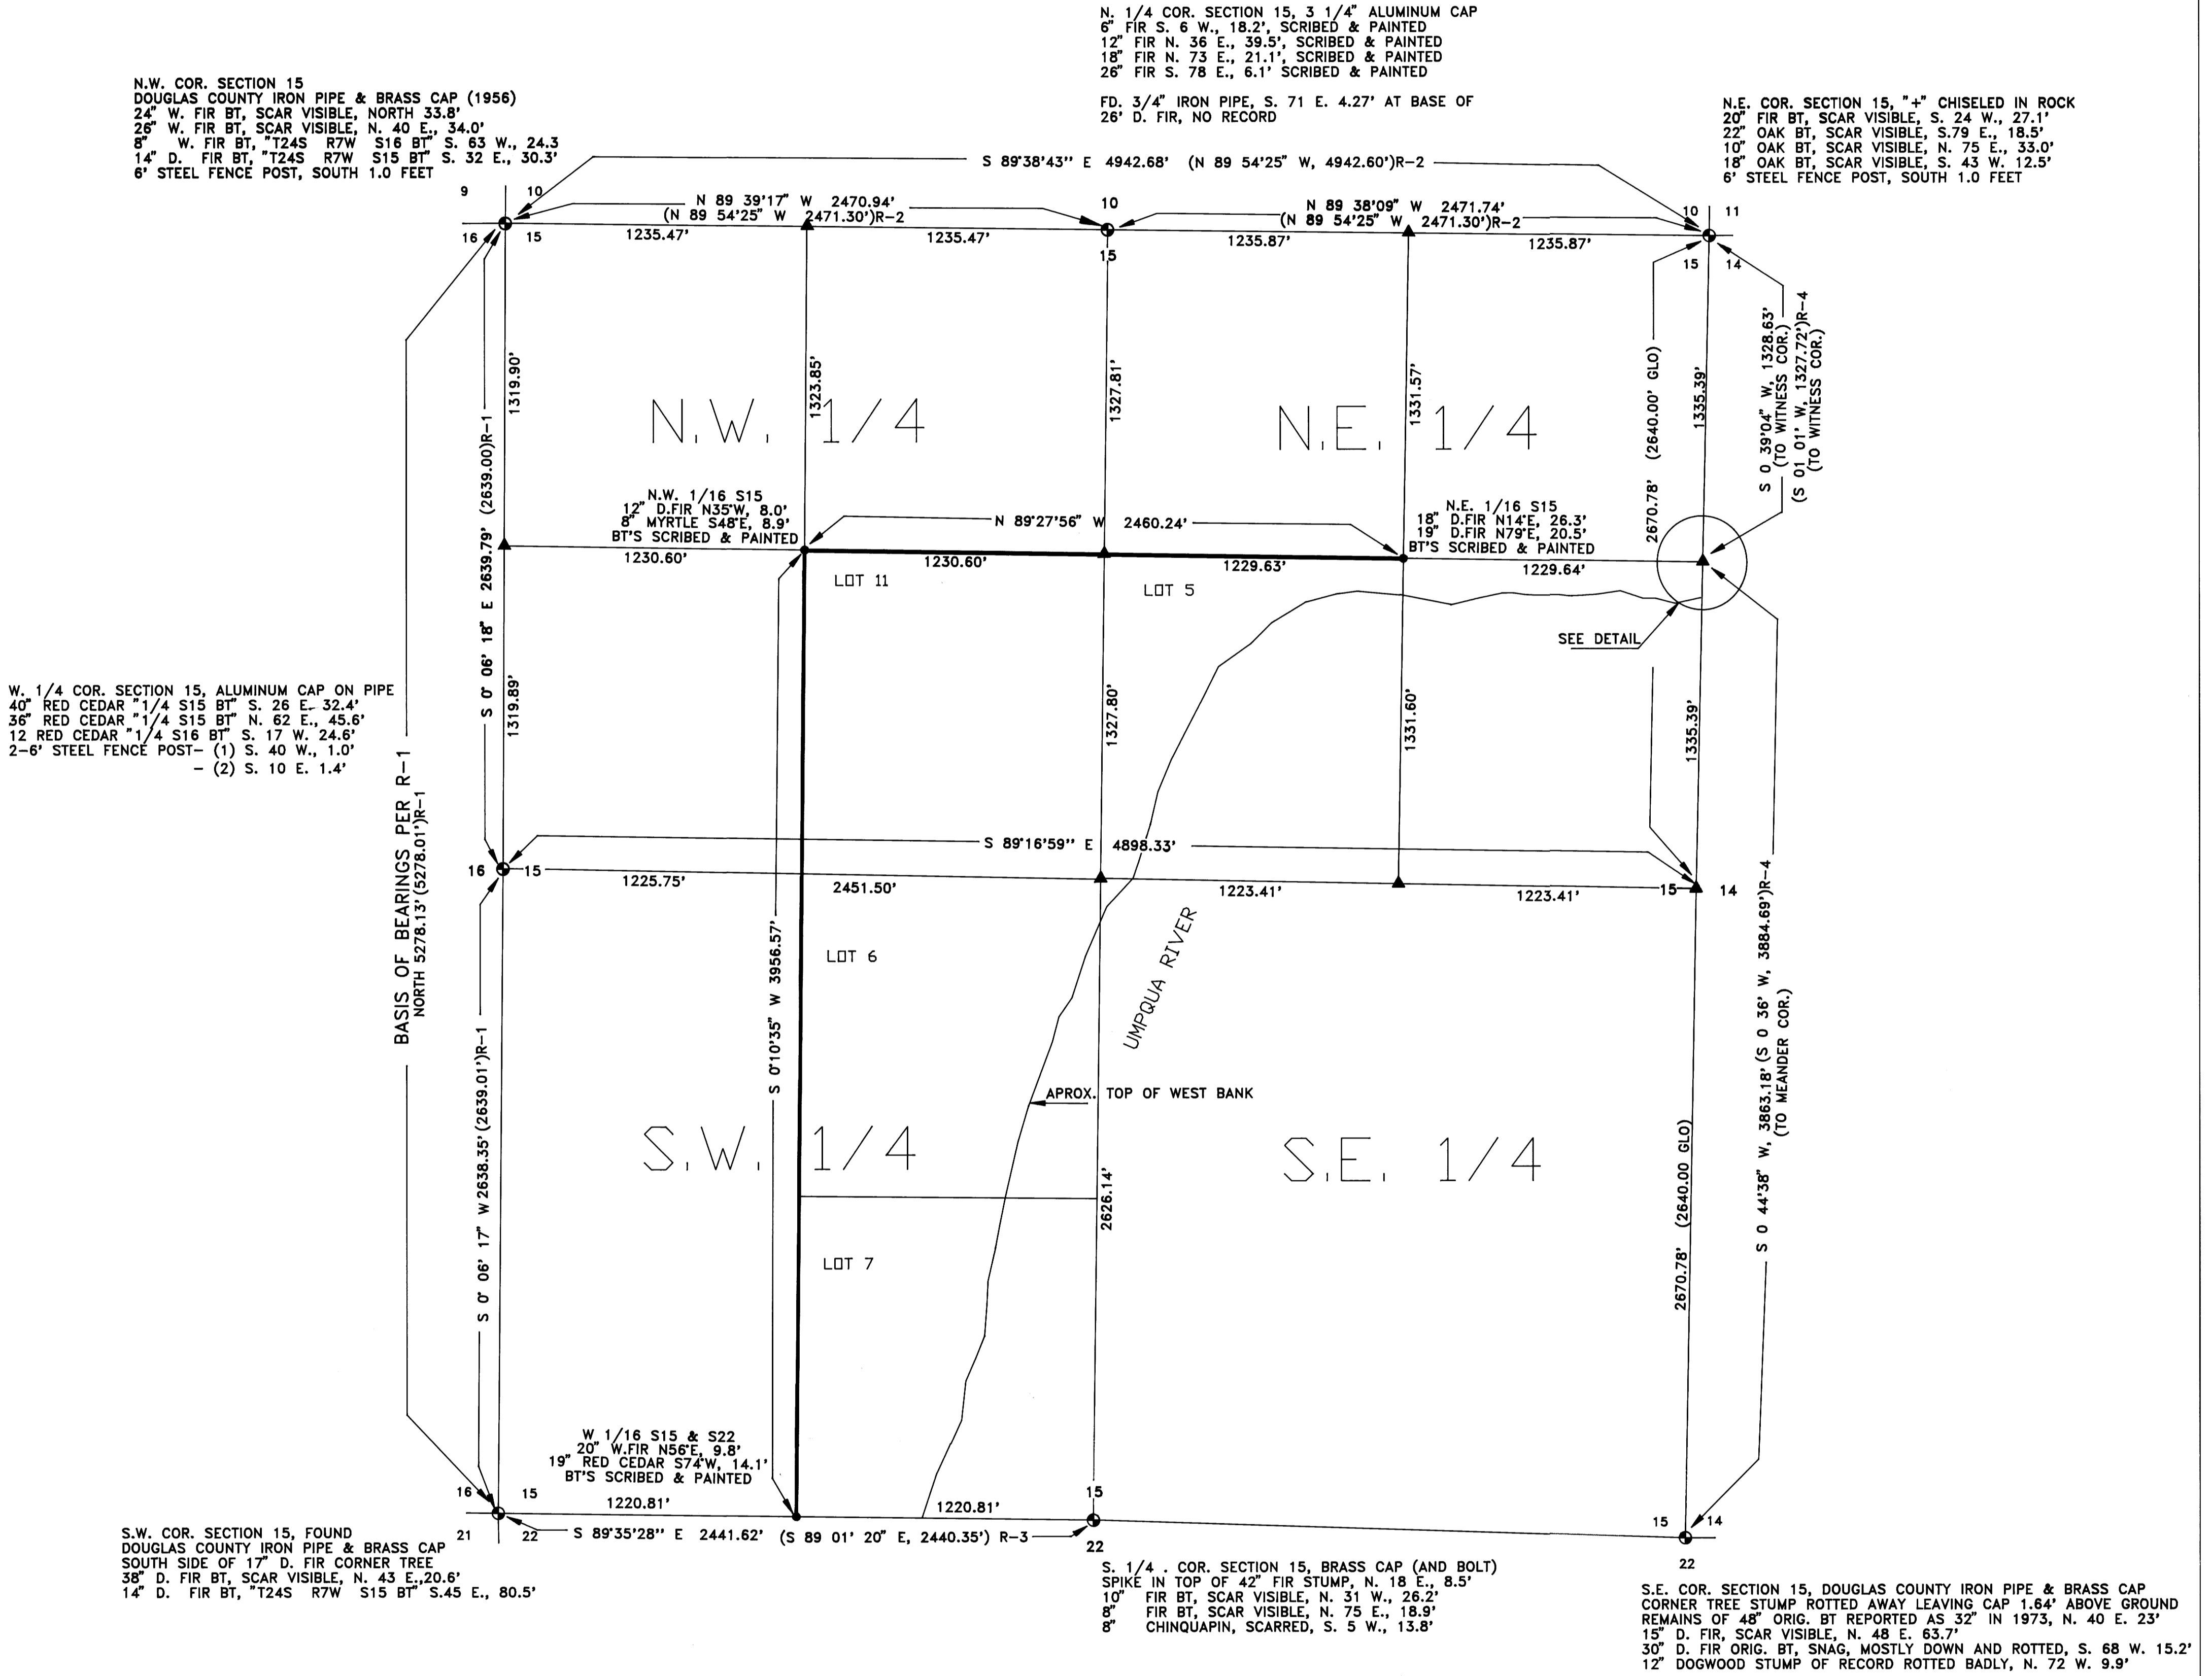 N. 1/4 COR. SECTION 15, 3 1/4" ALUMINUM CAP
6" FIR S. 6 W., 18.2', SCRIBED & PAINTED
12" FIR N. 36 E., 39.5', SCRIBED & PAINTED
18" FIR N. 73 E., 21.1', SCRIBED & PAINTED
26" FIR S. 78 E., 6.1' SCRIBED & PAINTED
FD. 3/4" IRON PIPE, S. 71 E. 4.27' AT BASE OF
26' D. FIR, NO RECORD
N.W. COR. SECTION 15
DOUGLAS COUNTY IRON PIPE & BRASS CAP (1956)
24" W. FIR BT, SCAR VISIBLE, NORTH 33.8'
26" W. FIR BT, SCAR VISIBLE, N. 40 E., 34.0'
8" W. FIR BT, "T24S R7W S16 BT" S. 63 W., 24.3
14" D. FIR BT, "T24S R7W S15 BT" S. 32 E., 30.3'
6' STEEL FENCE POST, SOUTH 1.0 FEET
N.E. COR. SECTION 15, "+" CHISELED IN ROCK
20" FIR BT, SCAR VISIBLE, S. 24 W., 27.1'
22" OAK BT, SCAR VISIBLE, S.79 E., 18.5'
10" OAK BT, SCAR VISIBLE, N. 75 E., 33.0'
18" OAK BT, SCAR VISIBLE, S. 43 W. 12.5'
6' STEEL FENCE POST, SOUTH 1.0 FEET
S 89°38'43" E 4942.68' (N 89 54'25" W, 4942.60')R-2
9 10
N 89 39'17" W 2470.94'
(N 89 54'25" W 2471.30')R-2
10
N 89 38'09" W 2471.74'
(N 89 54'25" W 2471.30')R-2
10 11
16 15
1235.47'
1235.47'
15
1235.87'
1235.87'
15 14
1319.90'
1323.85'
1327.81'
1331.57'
1335.39'
2670.78' (2640.00' GLO)
S 0 39'04" W, 1328.63'
(TO WITNESS COR.)
(S 01 01' W, 1327.72')R-4
(TO WITNESS COR.)
N.W. 1/4
N.E. 1/4
S 0° 06' 18" E 2639.79' (2639.00)R-1
N.W. 1/16 S15
12" D.FIR N35°W, 8.0'
8" MYRTLE S48°E, 8.9'
BT'S SCRIBED & PAINTED
N 89°27'56" W 2460.24'
N.E. 1/16 S15
18" D.FIR N14°E, 26.3'
19" D.FIR N79°E, 20.5'
BT'S SCRIBED & PAINTED
1230.60'
1230.60'
1229.63'
1229.64'
LOT 11
LOT 5
SEE DETAIL
W. 1/4 COR. SECTION 15, ALUMINUM CAP ON PIPE
40" RED CEDAR "1/4 S15 BT" S. 26 E. 32.4'
36" RED CEDAR "1/4 S15 BT" N. 62 E., 45.6'
12 RED CEDAR "1/4 S16 BT" S. 17 W. 24.6'
2-6' STEEL FENCE POST- (1) S. 40 W., 1.0'
- (2) S. 10 E. 1.4'
1319.89'
1327.80'
1331.60'
1335.39'
BASIS OF BEARINGS PER R-1
NORTH 5278.13'(5278.01')R-1
S 89°16'59" E 4898.33'
16 15
1225.75'
2451.50'
1223.41'
1223.41'
15 14
LOT 6
S 0°10'35" W 3956.57'
UMPQUA RIVER
APROX. TOP OF WEST BANK
S 0 44'38" W, 3863.18' (S 0 36' W, 3884.69')R-4
(TO MEANDER COR.)
S.W. 1/4
S.E. 1/4
S 0° 06' 17" W 2638.35' (2639.01')R-1
2626.14'
2670.78' (2640.00 GLO)
LOT 7
W 1/16 S15 & S22
20" W.FIR N56°E, 9.8'
19" RED CEDAR S74°W, 14.1'
BT'S SCRIBED & PAINTED
16 15
1220.81'
1220.81'
15
15 14
21 22
S 89°35'28" E 2441.62' (S 89 01' 20" E, 2440.35') R-3
22
22
S.W. COR. SECTION 15, FOUND
DOUGLAS COUNTY IRON PIPE & BRASS CAP
SOUTH SIDE OF 17" D. FIR CORNER TREE
38" D. FIR BT, SCAR VISIBLE, N. 43 E.,20.6'
14" D. FIR BT, "T24S R7W S15 BT" S.45 E., 80.5'
S. 1/4 . COR. SECTION 15, BRASS CAP (AND BOLT)
SPIKE IN TOP OF 42" FIR STUMP, N. 18 E., 8.5'
10" FIR BT, SCAR VISIBLE, N. 31 W., 26.2'
8" FIR BT, SCAR VISIBLE, N. 75 E., 18.9'
8" CHINQUAPIN, SCARRED, S. 5 W., 13.8'
S.E. COR. SECTION 15, DOUGLAS COUNTY IRON PIPE & BRASS CAP
CORNER TREE STUMP ROTTED AWAY LEAVING CAP 1.64' ABOVE GROUND
REMAINS OF 48" ORIG. BT REPORTED AS 32" IN 1973, N. 40 E. 23'
15" D. FIR, SCAR VISIBLE, N. 48 E. 63.7'
30" D. FIR ORIG. BT, SNAG, MOSTLY DOWN AND ROTTED, S. 68 W. 15.2'
12" DOGWOOD STUMP OF RECORD ROTTED BADLY, N. 72 W. 9.9'